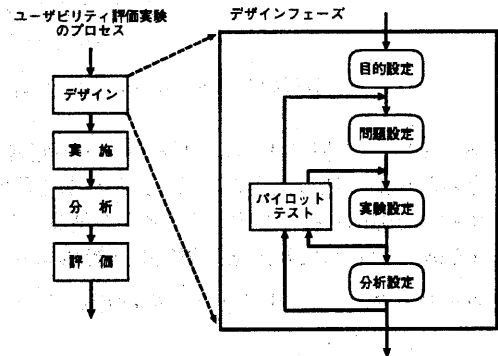 ユーザビリティ評価実験
のプロセス
デザイン
実 施
分 析
評 価
デザインフェーズ
目的設定
問題設定
パイロット
テスト
実験設定
分析設定